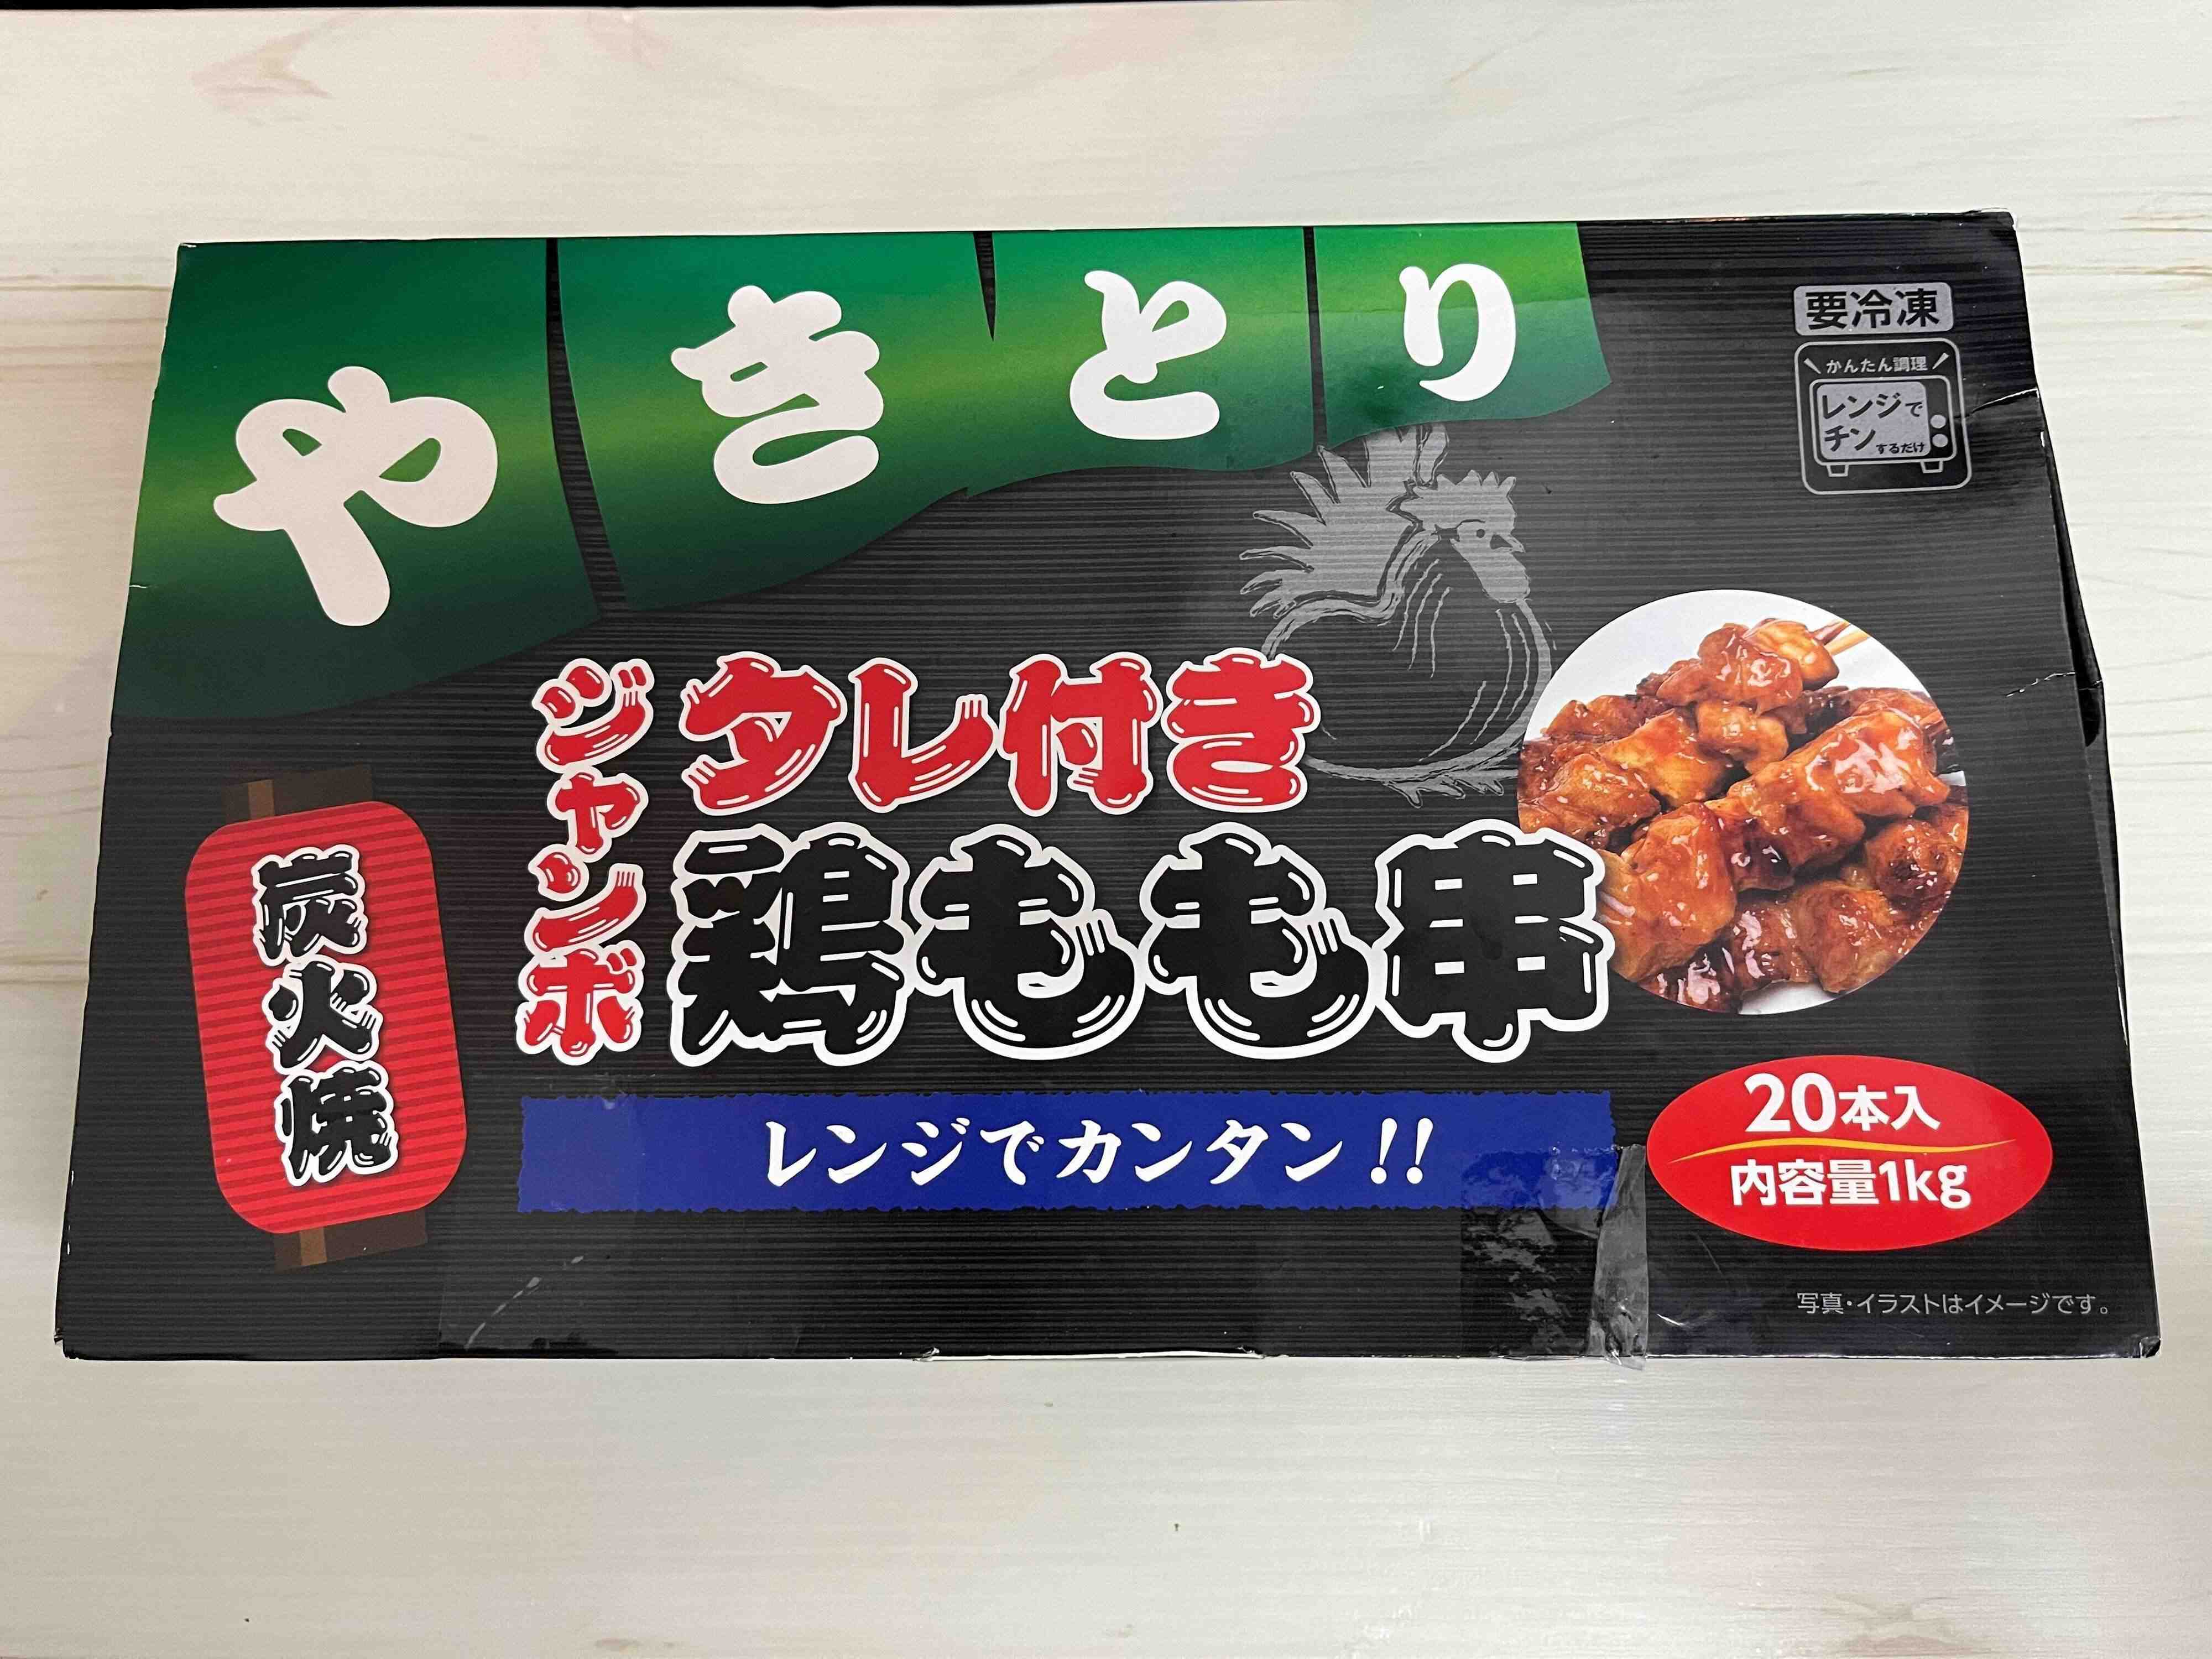 やきとり
要冷凍
かんたん調理
レンジで
チンするだけ
ジャンボ
タレ付き
鶏もも串
炭火焼
レンジでカンタン!!
20本入
内容量1kg
写真・イラストはイメージです。